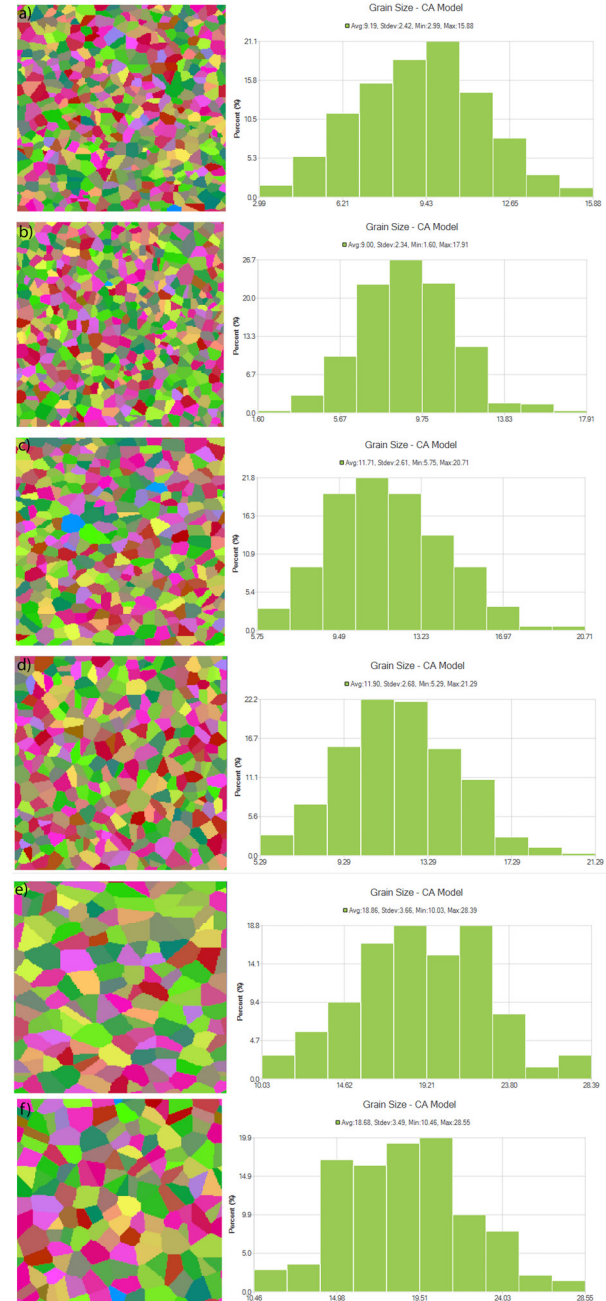 a)
Grain Size - CA Model
Avg:9.19, Stdev:2.42, Min:2.99, Max:15.88
Percent (%)
21.1
15.8
10.5
5.3
0.0
2.99 6.21 9.43 12.65 15.88
b)
Grain Size - CA Model
Avg:9.00, Stdev:2.34, Min:1.60, Max:17.91
Percent (%)
26.7
20.0
13.3
6.7
0.0
1.60 5.67 9.75 13.83 17.91
c)
Grain Size - CA Model
Avg:11.71, Stdev:2.61, Min:5.75, Max:20.71
Percent (%)
21.8
16.3
10.9
5.4
0.0
5.75 9.49 13.23 16.97 20.71
d)
Grain Size - CA Model
Avg:11.90, Stdev:2.68, Min:5.29, Max:21.29
Percent (%)
22.2
16.7
11.1
5.6
0.0
5.29 9.29 13.29 17.29 21.29
e)
Grain Size - CA Model
Avg:18.86, Stdev:3.66, Min:10.03, Max:28.39
Percent (%)
18.8
14.1
9.4
4.7
0.0
10.03 14.62 19.21 23.80 28.39
f)
Grain Size - CA Model
Avg:18.68, Stdev:3.49, Min:10.46, Max:28.55
Percent (%)
19.9
14.9
9.9
5.0
0.0
10.46 14.98 19.51 24.03 28.55